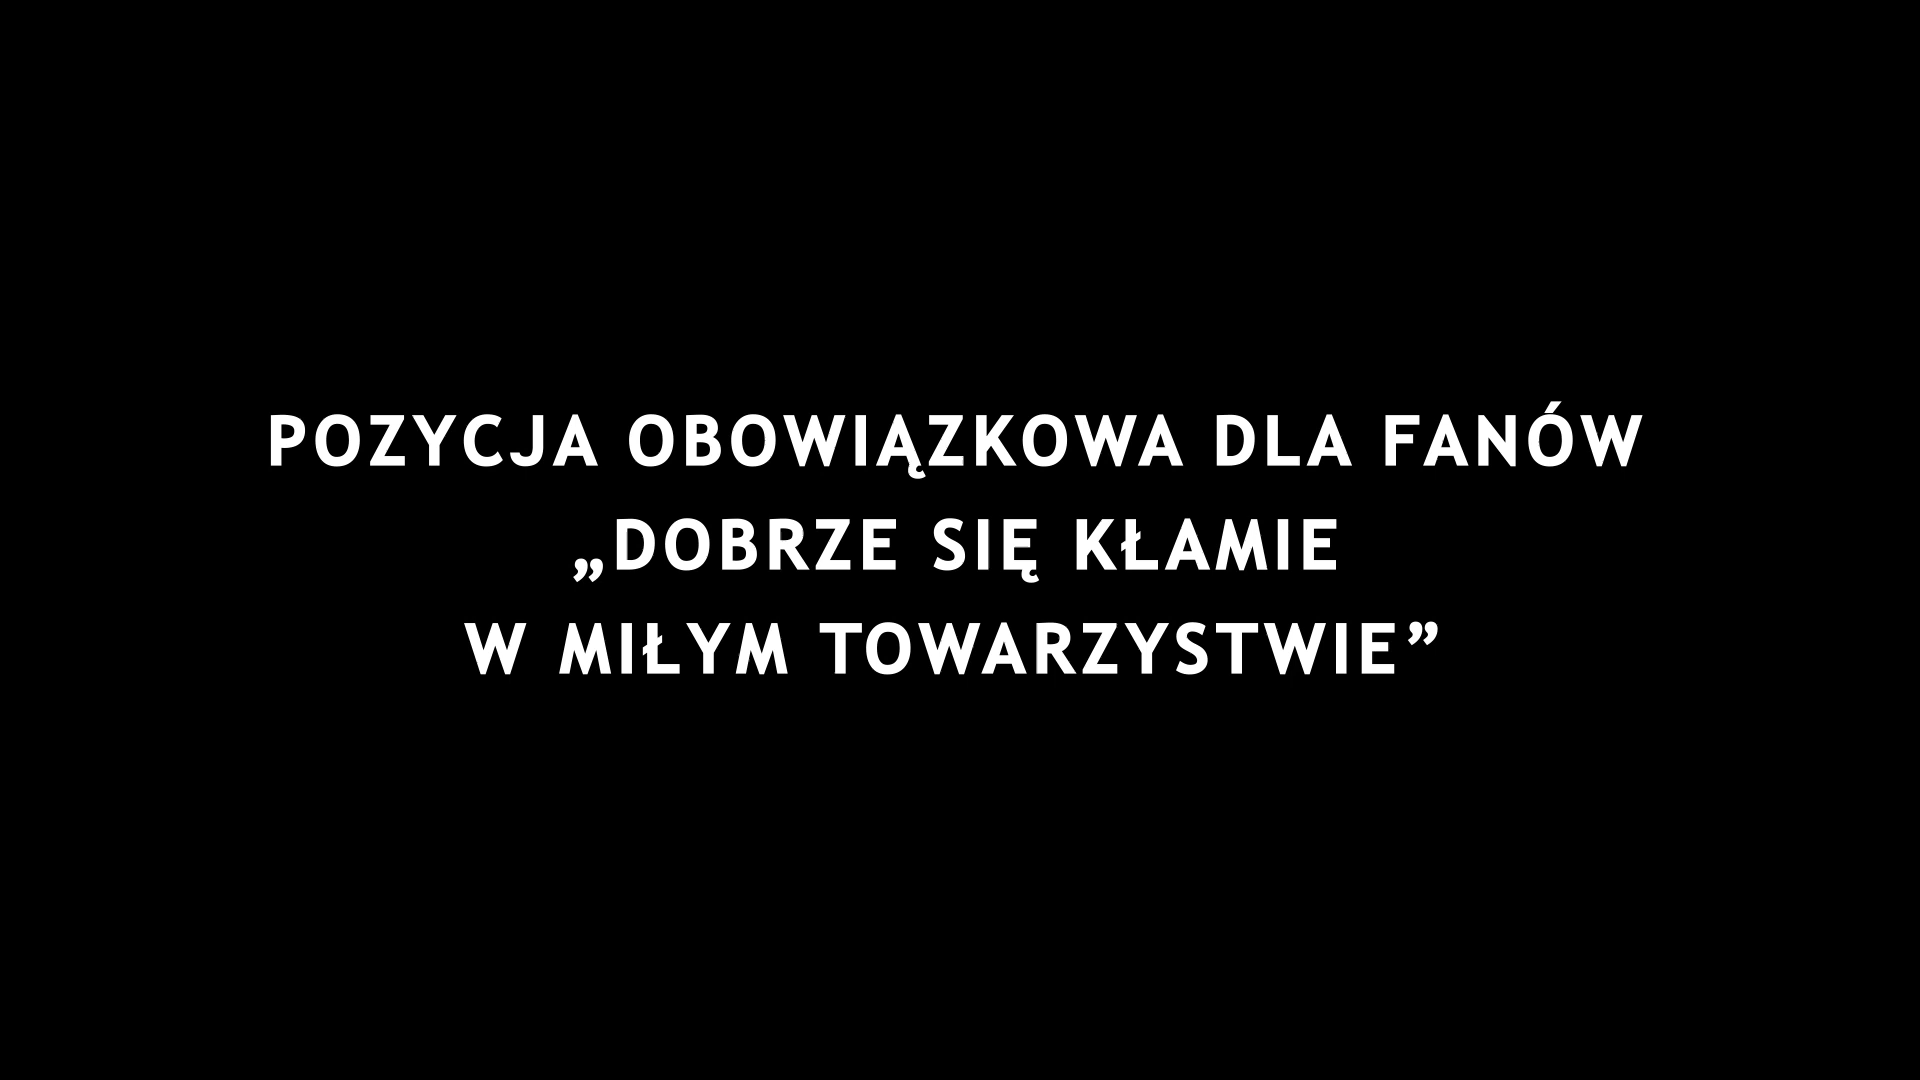 POZYCJA OBOWIĄZKOWA DLA FANÓW
„DOBRZE SIĘ KŁAMIE
W MIŁYM TOWARZYSTWIE”